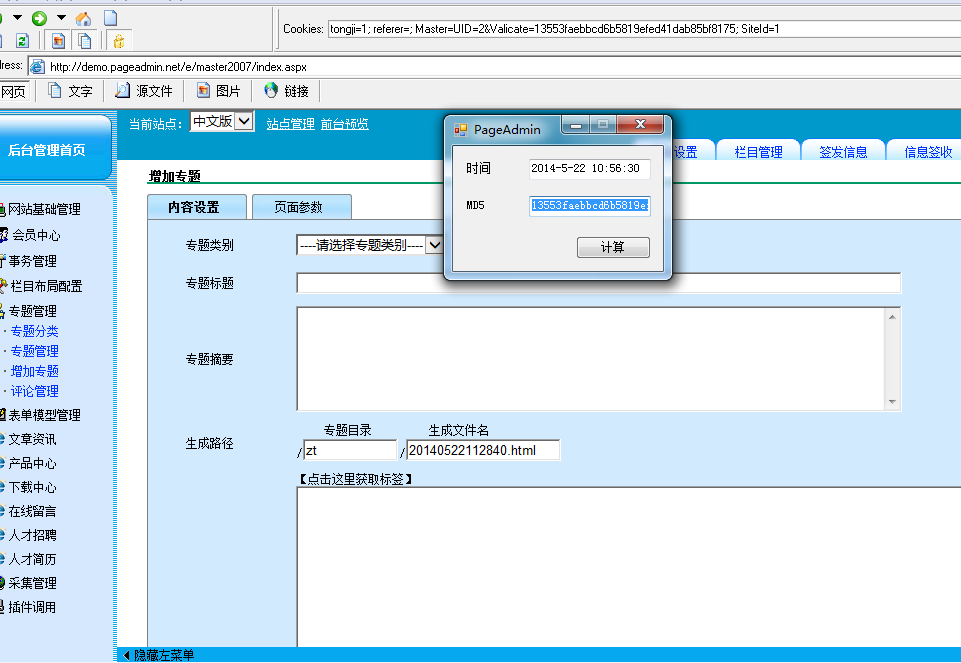 Cookies: tongji=1; referer=; Master=UID=2&Valicate=13553faebbcd6b5819efed41dab85bf8175; SiteId=1
ress: http://demo.pageadmin.net/e/master2007/index.aspx
网页 文字 源文件 图片 链接
当前站点: 中文版 站点管理 前台预览
后台管理首页
设置 栏目管理 签发信息 信息签收
PageAdmin
时间 2014-5-22 10:56:30
MD5 13553faebbcd6b5819e
计算
增加专题
内容设置 页面参数
网站基础管理
会员中心
事务管理
栏目布局配置
专题管理
· 专题分类
· 专题管理
· 增加专题
· 评论管理
表单模型管理
文章资讯
产品中心
下载中心
在线留言
人才招聘
人才简历
采集管理
插件调用
专题类别 ----请选择专题类别----
专题标题
专题摘要
专题目录 生成文件名
生成路径 /zt /20140522112840.html
【点击这里获取标签】
隐藏左菜单